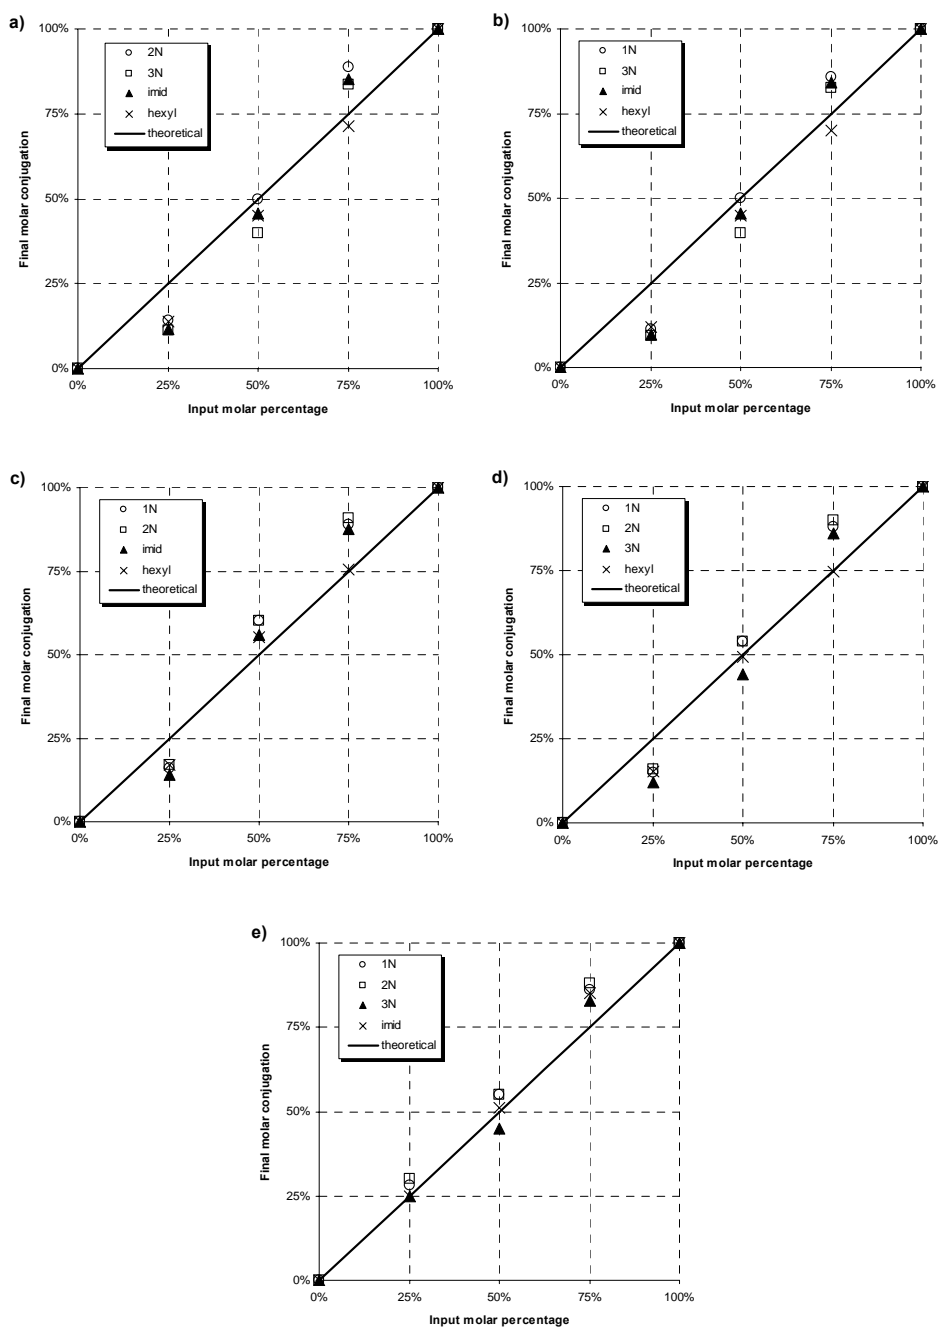 a)
100%
75%
50%
25%
0%
Final molar conjugation
2N
3N
imid
hexyl
theoretical
0% 25% 50% 75% 100%
Input molar percentage
b)
100%
75%
50%
25%
0%
Final molar conjugation
1N
3N
imid
hexyl
theoretical
0% 25% 50% 75% 100%
Input molar percentage
c)
100%
75%
50%
25%
0%
Final molar conjugation
1N
2N
imid
hexyl
theoretical
0% 25% 50% 75% 100%
Input molar percentage
d)
100%
75%
50%
25%
0%
Final molar conjugation
1N
2N
3N
hexyl
theoretical
0% 25% 50% 75% 100%
Input molar percentage
e)
100%
75%
50%
25%
0%
Final molar conjugation
1N
2N
3N
imid
theoretical
0% 25% 50% 75% 100%
Input molar percentage